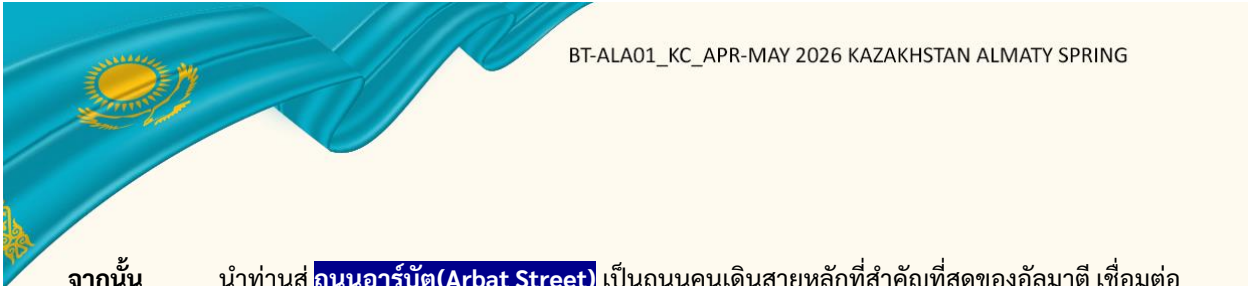 BT-ALA01_KC_APR-MAY 2026 KAZAKHSTAN ALMATY SPRING
จากนั้น นำท่านสู่ ถนนอาร์บัต(Arbat Street) เป็นถนนคนเดินสายหลักที่สำคัญที่สุดของอัลมาตี เชื่อมต่อ